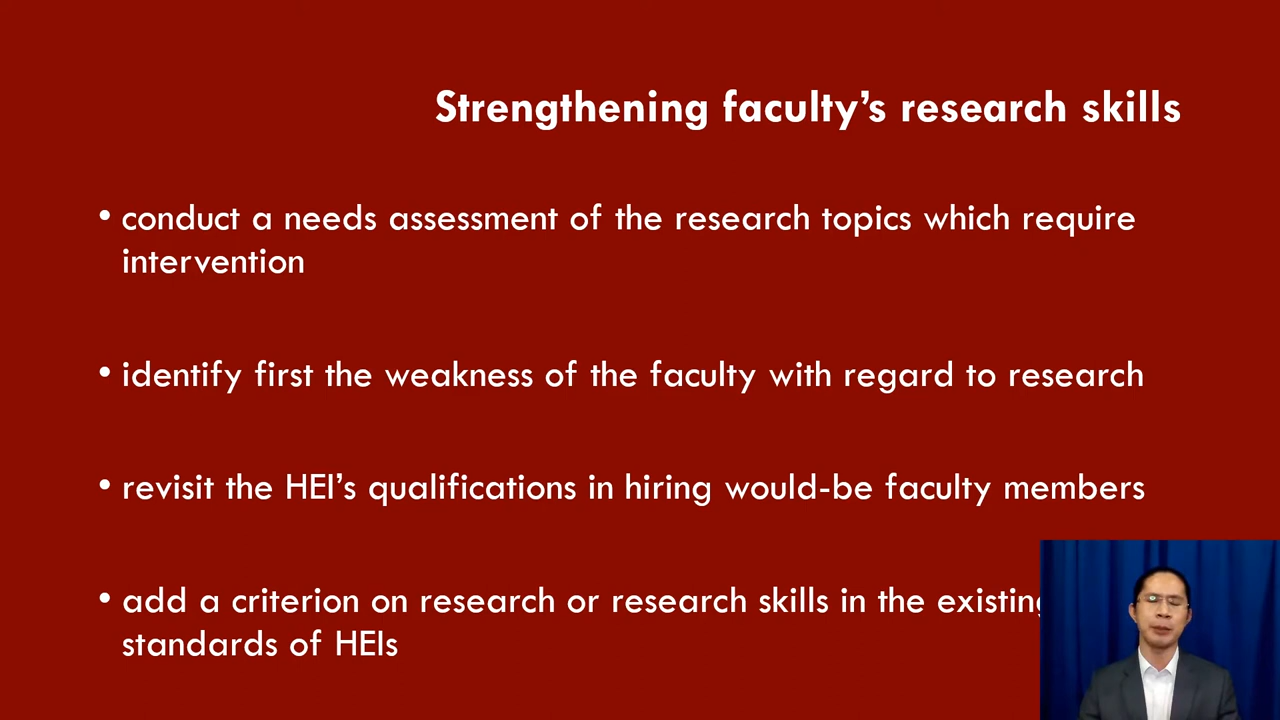 Strengthening faculty’s research skills
• conduct a needs assessment of the research topics which require
intervention
• identify first the weakness of the faculty with regard to research
• revisit the HEI’s qualifications in hiring would-be faculty members
• add a criterion on research or research skills in the existing
standards of HEIs